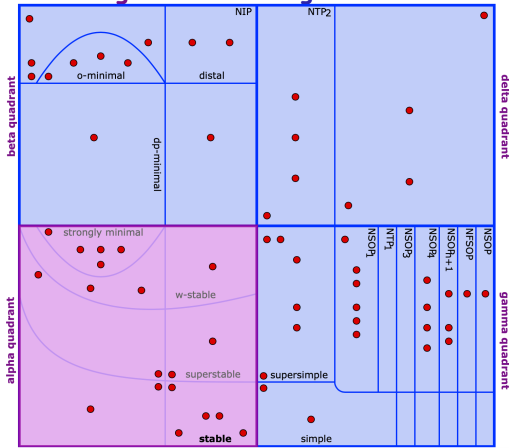 NIP
NTP2
o-minimal
distal
dp-minimal
beta quadrant
delta quadrant
strongly minimal
w-stable
superstable
stable
supersimple
simple
NSOP1
NTP1
NSOP3
NSOP4
NSOPn+1
NFSOP
NSOP
alpha quadrant
gamma quadrant